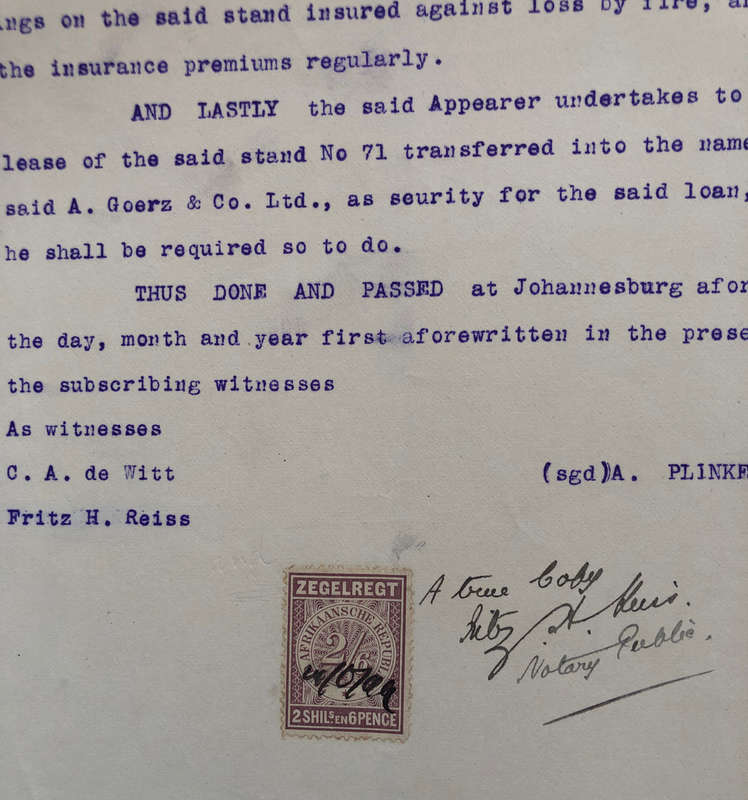 ings on the said stand insured against loss by fire, an
the insurance premiums regularly.
AND LASTLY the said Appearer undertakes to
lease of the said stand No 71 transferred into the name
said A. Goerz & Co. Ltd., as seurity for the said loan,
he shall be required so to do.
THUS DONE AND PASSED at Johannesburg afor
the day, month and year first aforewritten in the prese
the subscribing witnesses
As witnesses
C. A. de Witt
(sgd)A. PLINKE
Fritz H. Reiss
ZEGELREGT
AFRIKAANSCHE REPUBL
2/6
2 SHILS EN 6 PENCE
A true Copy
Fritz H. Reiss.
Notary Public.